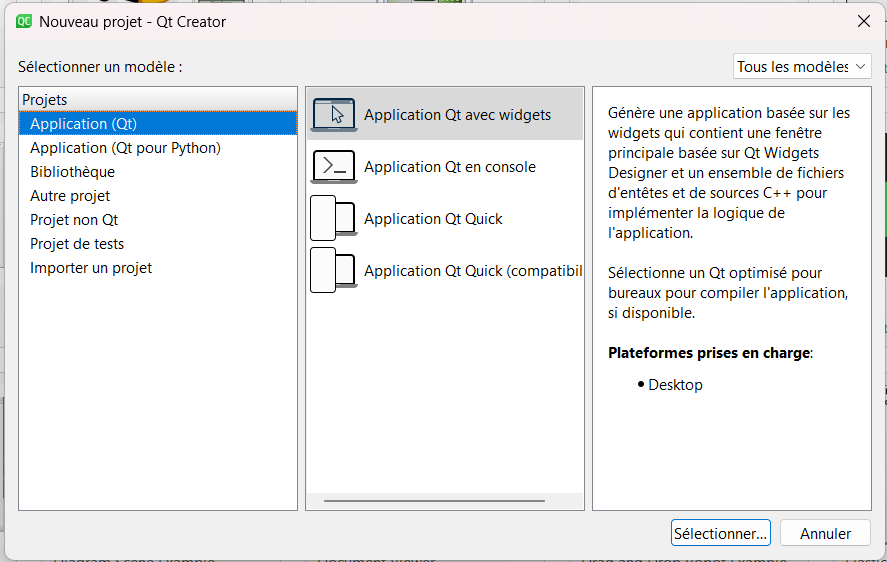 QC Nouveau projet - Qt Creator
Sélectionner un modèle :
Tous les modèles
Projets
Application (Qt)
Application (Qt pour Python)
Bibliothèque
Autre projet
Projet non Qt
Projet de tests
Importer un projet
Application Qt avec widgets
Application Qt en console
Application Qt Quick
Application Qt Quick (compatibil
Génère une application basée sur les
widgets qui contient une fenêtre
principale basée sur Qt Widgets
Designer et un ensemble de fichiers
d'entêtes et de sources C++ pour
implémenter la logique de
l'application.
Sélectionne un Qt optimisé pour
bureaux pour compiler l'application,
si disponible.
Plateformes prises en charge:
• Desktop
Sélectionner...
Annuler